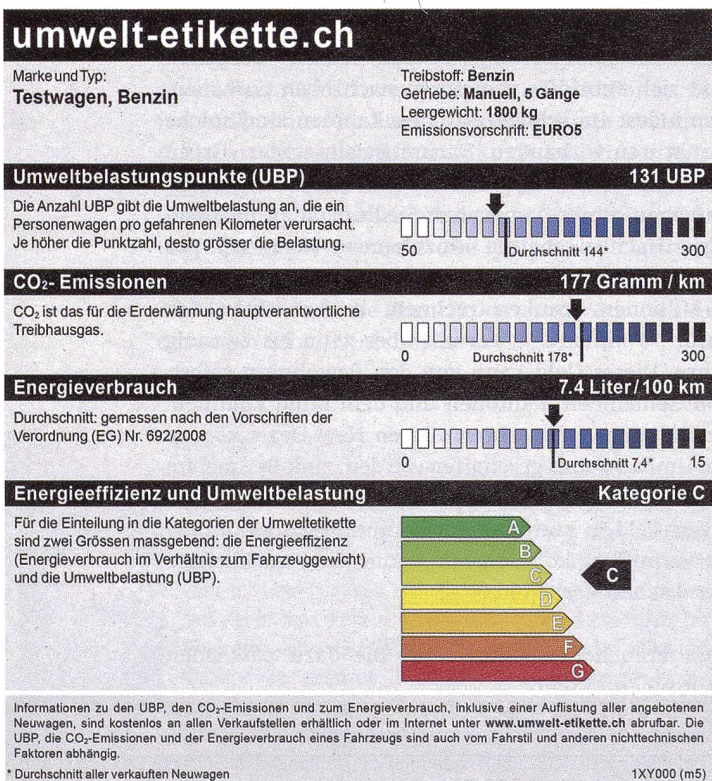 umwelt-etikette.ch
Marke und Typ:
Testwagen, Benzin
Treibstoff: Benzin
Getriebe: Manuell, 5 Gänge
Leergewicht: 1800 kg
Emissionsvorschrift: EURO5
Umweltbelastungspunkte (UBP) 131 UBP
Die Anzahl UBP gibt die Umweltbelastung an, die ein
Personenwagen pro gefahrenen Kilometer verursacht.
Je höher die Punktzahl, desto grösser die Belastung.
50 Durchschnitt 144* 300
CO₂- Emissionen 177 Gramm / km
CO₂ ist das für die Erderwärmung hauptverantwortliche
Treibhausgas.
0 Durchschnitt 178* 300
Energieverbrauch 7.4 Liter/100 km
Durchschnitt: gemessen nach den Vorschriften der
Verordnung (EG) Nr. 692/2008
0 Durchschnitt 7,4* 15
Energieeffizienz und Umweltbelastung Kategorie C
Für die Einteilung in die Kategorien der Umweltetikette
sind zwei Grössen massgebend: die Energieeffizienz
(Energieverbrauch im Verhältnis zum Fahrzeuggewicht)
und die Umweltbelastung (UBP).
A
B
C C
D
E
F
G
Informationen zu den UBP, den CO₂-Emissionen und zum Energieverbrauch, inklusive einer Auflistung aller angebotenen
Neuwagen, sind kostenlos an allen Verkaufstellen erhältlich oder im Internet unter www.umwelt-etikette.ch abrufbar. Die
UBP, die CO₂-Emissionen und der Energieverbrauch eines Fahrzeugs sind auch vom Fahrstil und anderen nichttechnischen
Faktoren abhängig.
* Durchschnitt aller verkauften Neuwagen 1XY000 (m5)